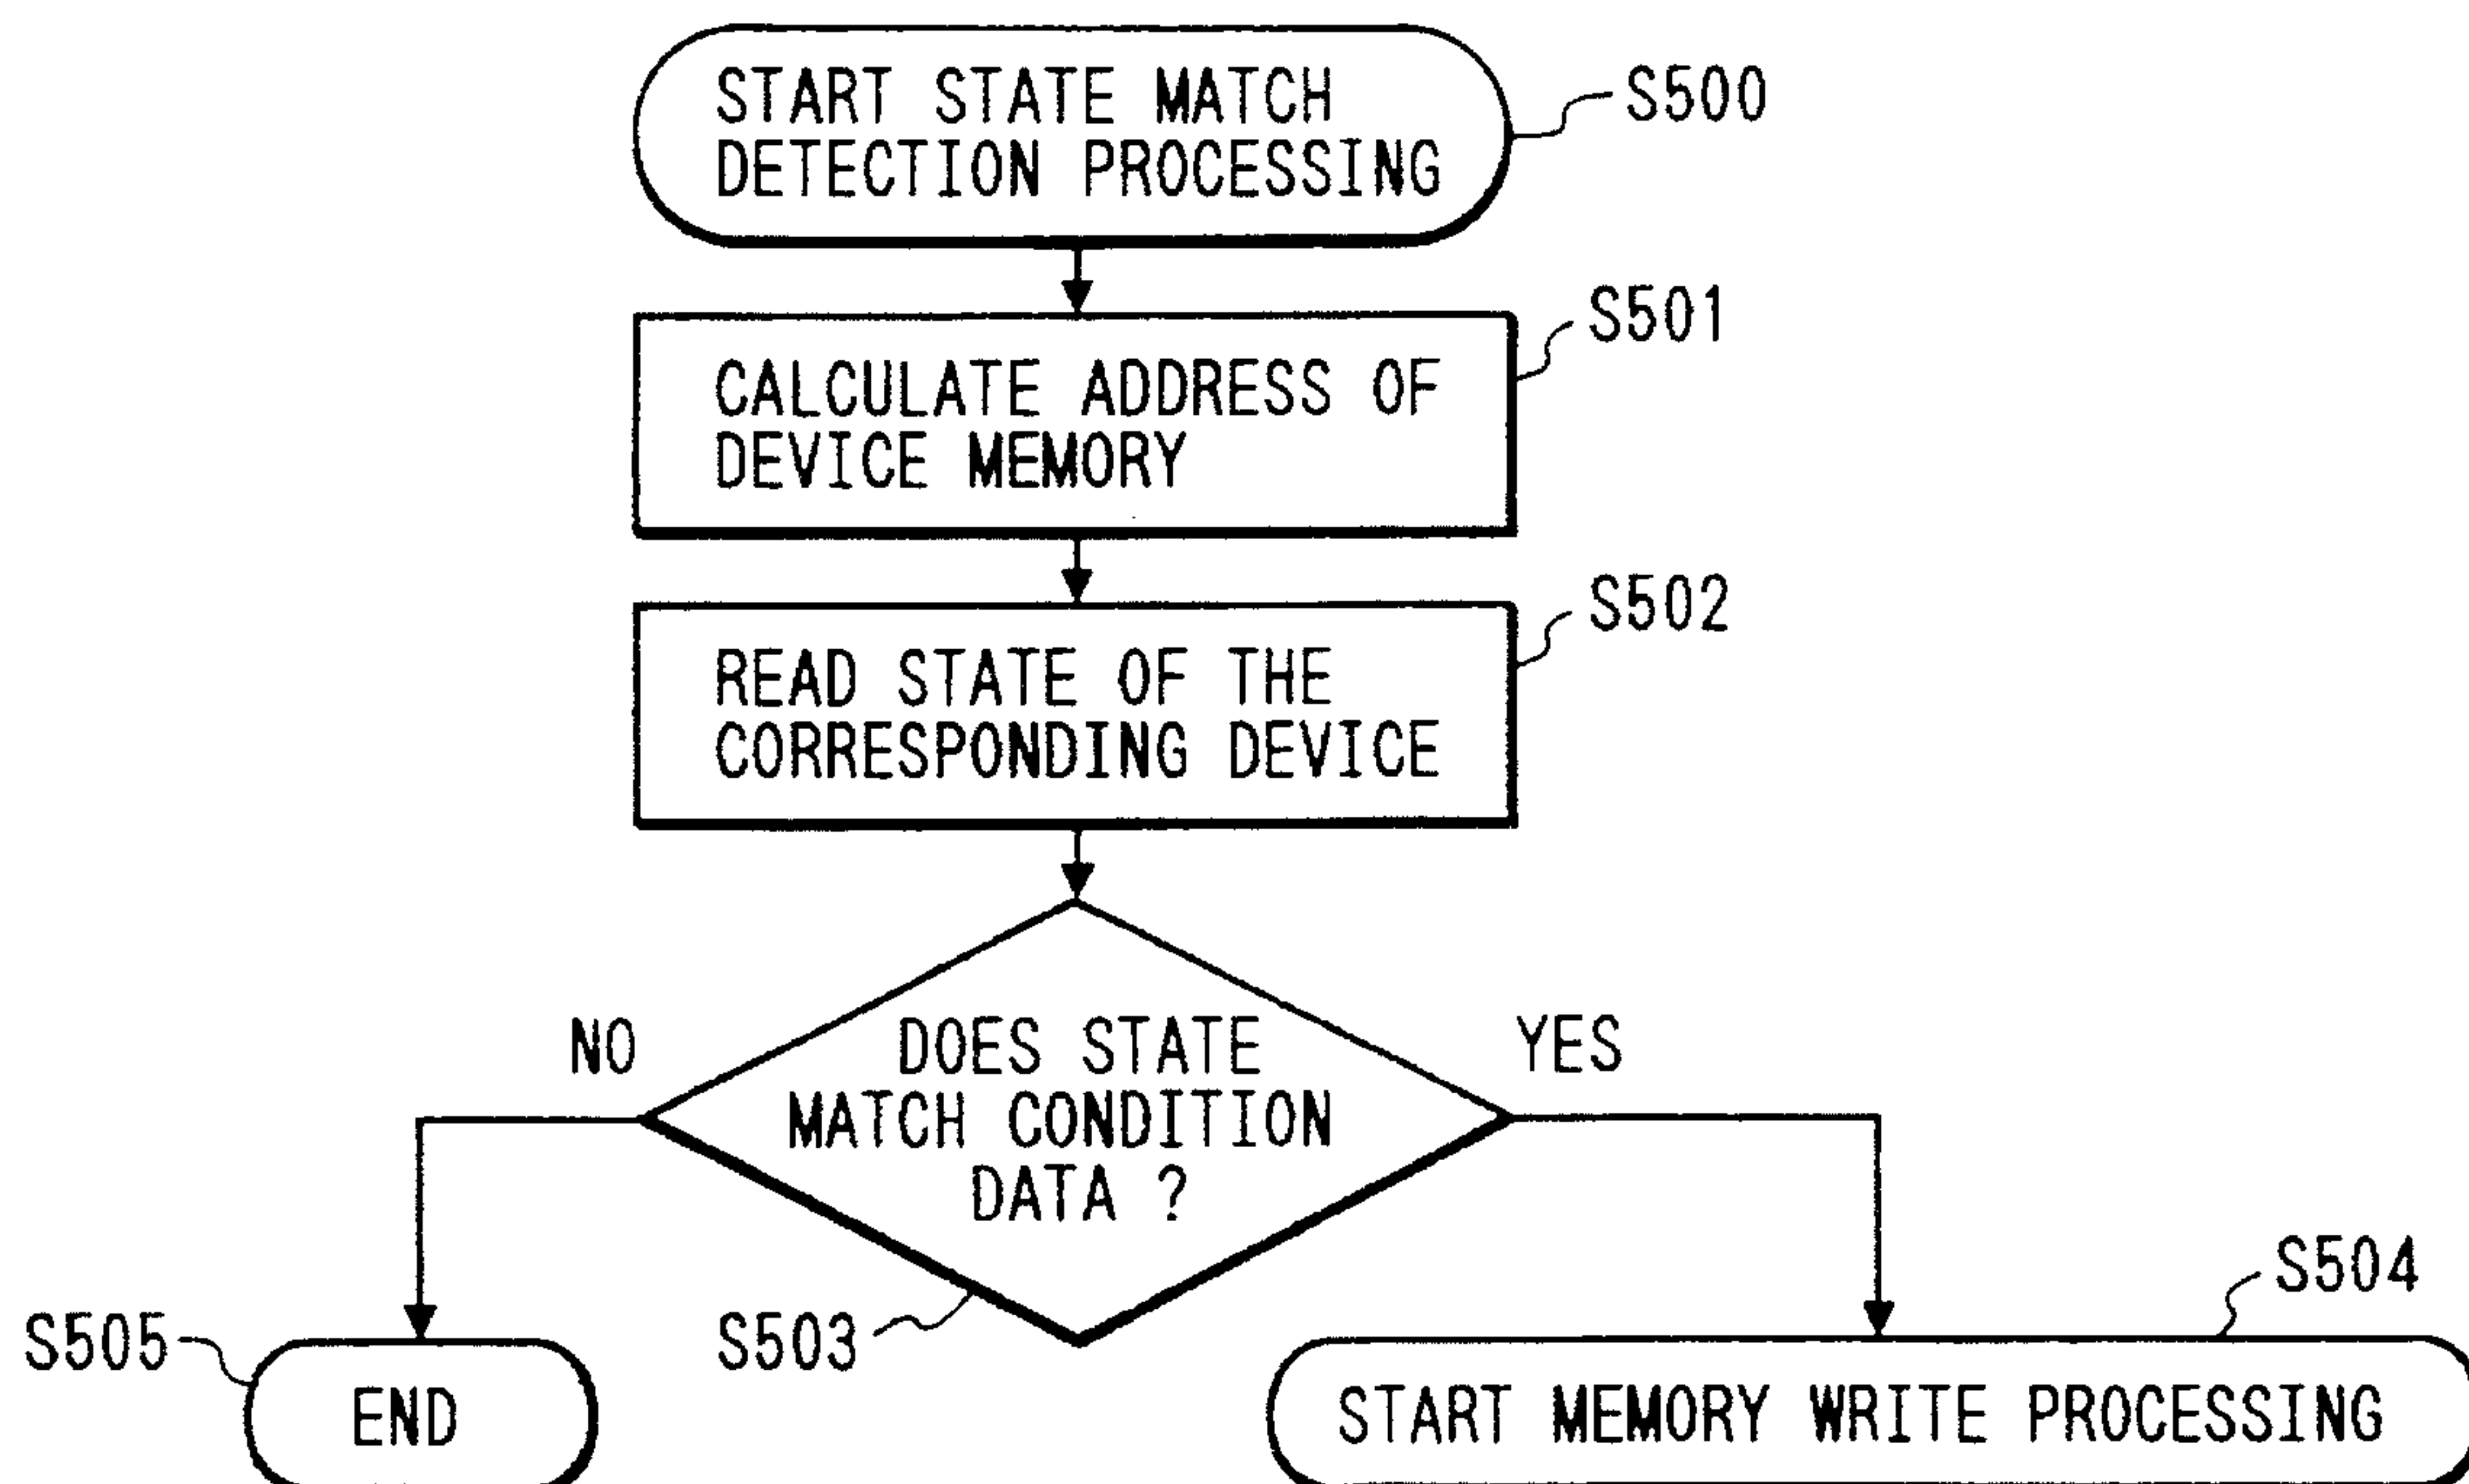 START STATE MATCH
DETECTION PROCESSING
S500
CALCULATE ADDRESS OF
DEVICE MEMORY
S501
READ STATE OF THE
CORRESPONDING DEVICE
S502
DOES STATE
MATCH CONDITION
DATA ?
NO
YES
S503
S504
S505
END
START MEMORY WRITE PROCESSING